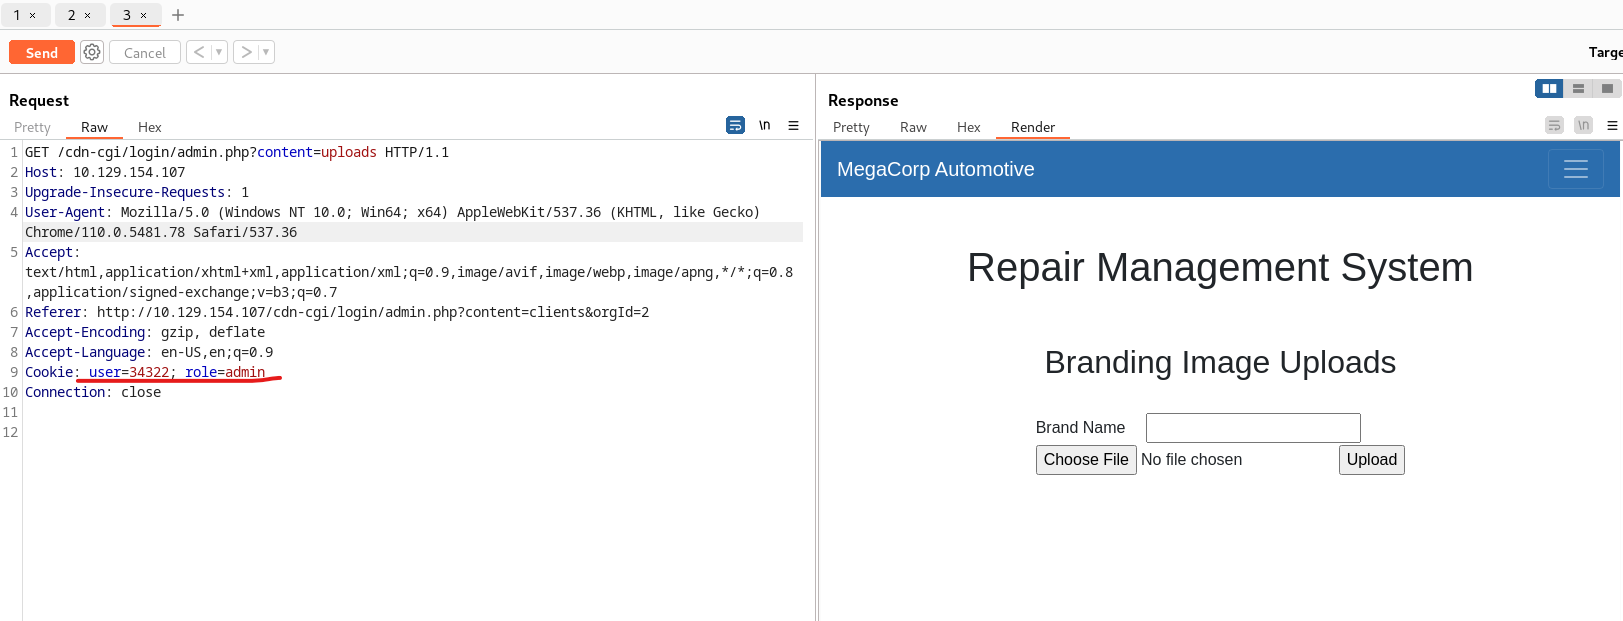 1 × 2 × 3 × +
Send Cancel < ▼ > ▼
Targe
Request
Pretty Raw Hex
\n
1 GET /cdn-cgi/login/admin.php?content=uploads HTTP/1.1
2 Host: 10.129.154.107
3 Upgrade-Insecure-Requests: 1
4 User-Agent: Mozilla/5.0 (Windows NT 10.0; Win64; x64) AppleWebKit/537.36 (KHTML, like Gecko)
Chrome/110.0.5481.78 Safari/537.36
5 Accept:
text/html,application/xhtml+xml,application/xml;q=0.9,image/avif,image/webp,image/apng,*/*;q=0.8
,application/signed-exchange;v=b3;q=0.7
6 Referer: http://10.129.154.107/cdn-cgi/login/admin.php?content=clients&orgId=2
7 Accept-Encoding: gzip, deflate
8 Accept-Language: en-US,en;q=0.9
9 Cookie: user=34322; role=admin
10 Connection: close
11
12
Response
Pretty Raw Hex Render
\n
MegaCorp Automotive
Repair Management System
Branding Image Uploads
Brand Name
Choose File No file chosen Upload